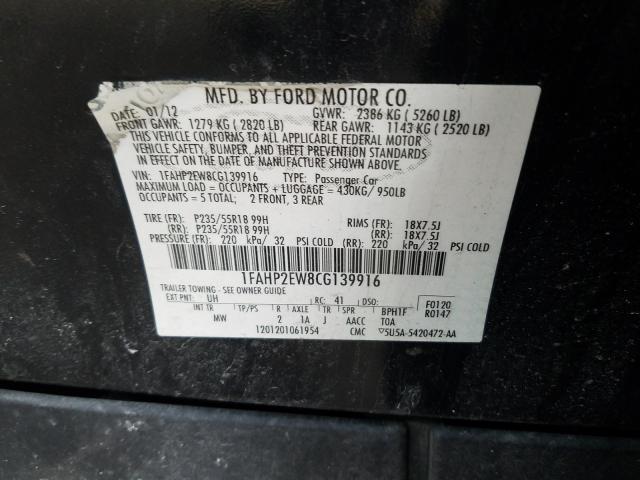 MFD. BY FORD MOTOR CO.
DATE: 01/12 GVWR: 2386 KG ( 5260 LB)
FRONT GAWR: 1279 KG ( 2820 LB) REAR GAWR: 1143 KG ( 2520 LB)
THIS VEHICLE CONFORMS TO ALL APPLICABLE FEDERAL MOTOR
VEHICLE SAFETY, BUMPER, AND THEFT PREVENTION STANDARDS
IN EFFECT ON THE DATE OF MANUFACTURE SHOWN ABOVE.
VIN: 1FAHP2EW8CG139916 TYPE: Passenger Car
MAXIMUM LOAD = OCCUPANTS + LUGGAGE = 430KG/ 950LB
OCCUPANTS = 5 TOTAL; 2 FRONT, 3 REAR
TIRE (FR): P235/55R18 99H RIMS (FR): 18X7.5J
(RR): P235/55R18 99H (RR): 18X7.5J
PRESSURE (FR): 220 kPa/ 32 PSI COLD (RR): 220 kPa/ 32 PSI COLD
1FAHP2EW8CG139916
TRAILER TOWING - SEE OWNER GUIDE
EXT PNT: UH RC: 41 DSO: F0120
INT TR TP/PS R AXLE TR SPR BPH1F R0147
MW 2 1A J AACC TOA
1201201061954 CMC ▽5U5A-5420472-AA